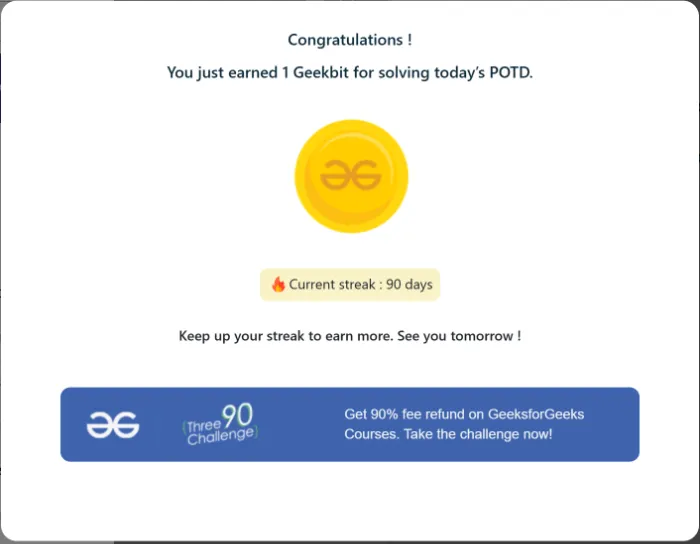 Congratulations !
You just earned 1 Geekbit for solving today's POTD.
Current streak : 90 days
Keep up your streak to earn more. See you tomorrow !
{Three 90
Challenge}
Get 90% fee refund on GeeksforGeeks
Courses. Take the challenge now!